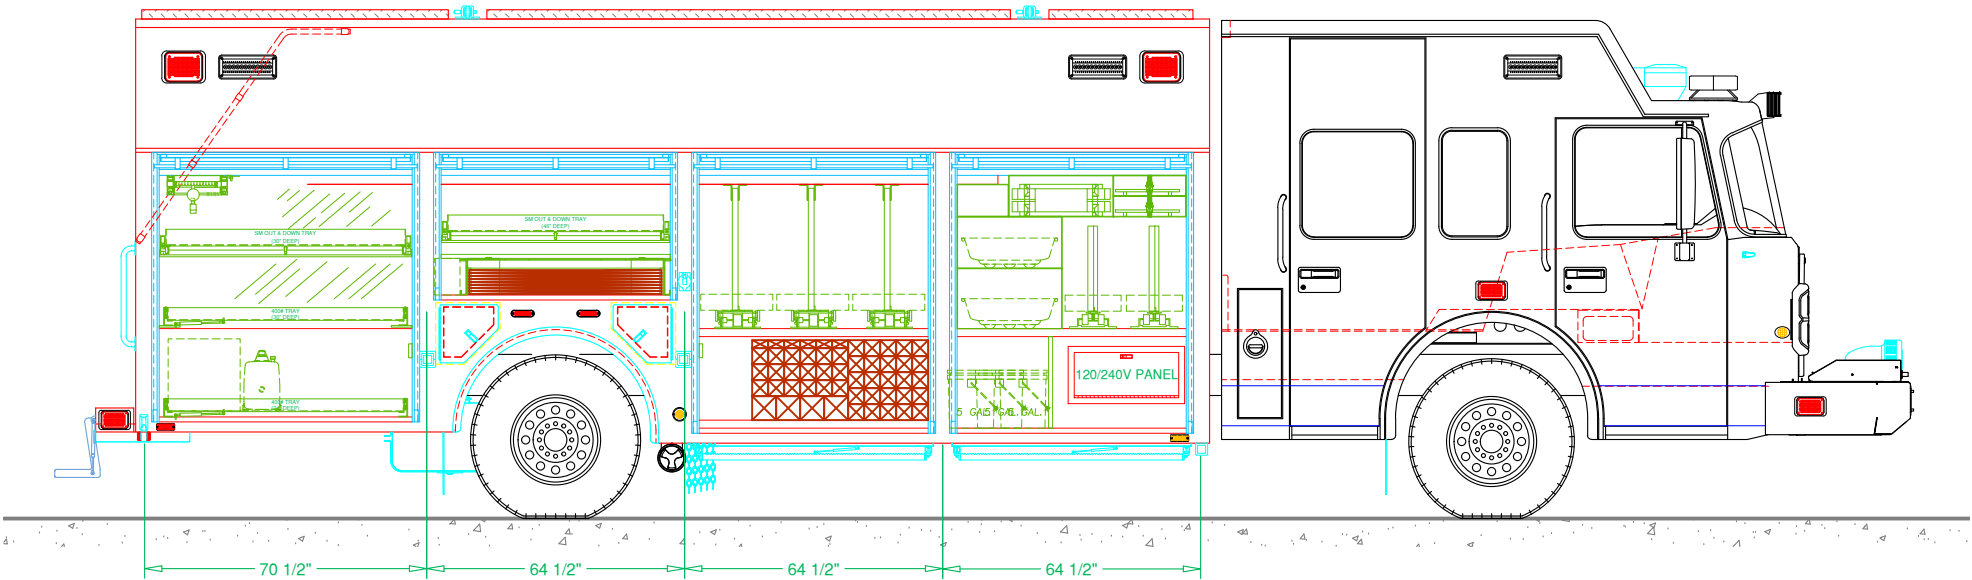 SM OUT & DOWN TRAY
(48" DEEP)
SM OUT & DOWN TRAY
(30" DEEP)
400# TRAY
(30" DEEP)
120/240V PANEL
400# TRAY
5 GAL.
5 GAL.
5 GAL.
70 1/2"
64 1/2"
64 1/2"
64 1/2"